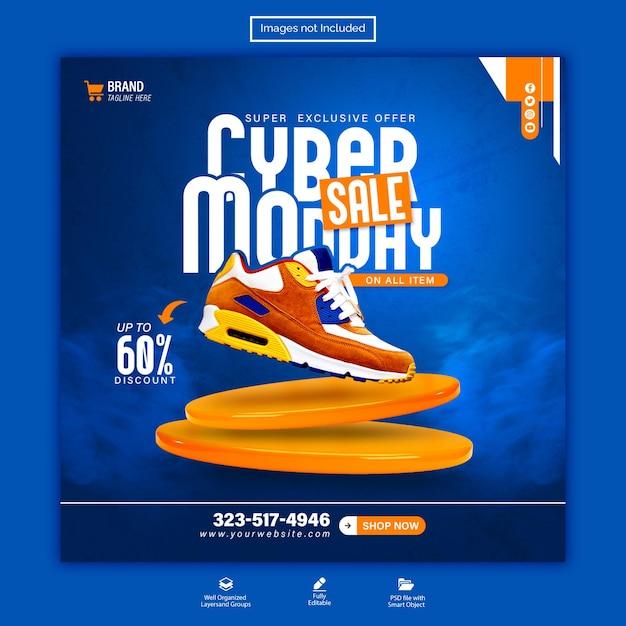 Images not Included
BRAND
TAGLINE HERE
SUPER EXCLUSIVE OFFER
CYBER
MONDAY
SALE
ON ALL ITEM
UP TO
60%
DISCOUNT
323-517-4946
SHOP NOW
www.yourwebsite.com
Well Organized
Layersand Groups
Fully
Editable
PSD file with
Smart Object